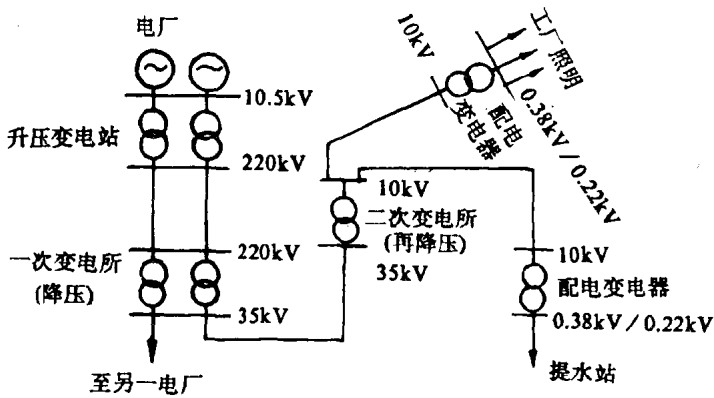 电厂
10.5kV
升压变电站
220kV
220kV
一次变电所
(降压)
35kV
至另一电厂
10kV
配电
变电器
工厂照明
0.38kV/0.22kV
10kV
二次变电所
(再降压)
35kV
10kV
配电变电器
0.38kV/0.22kV
提水站